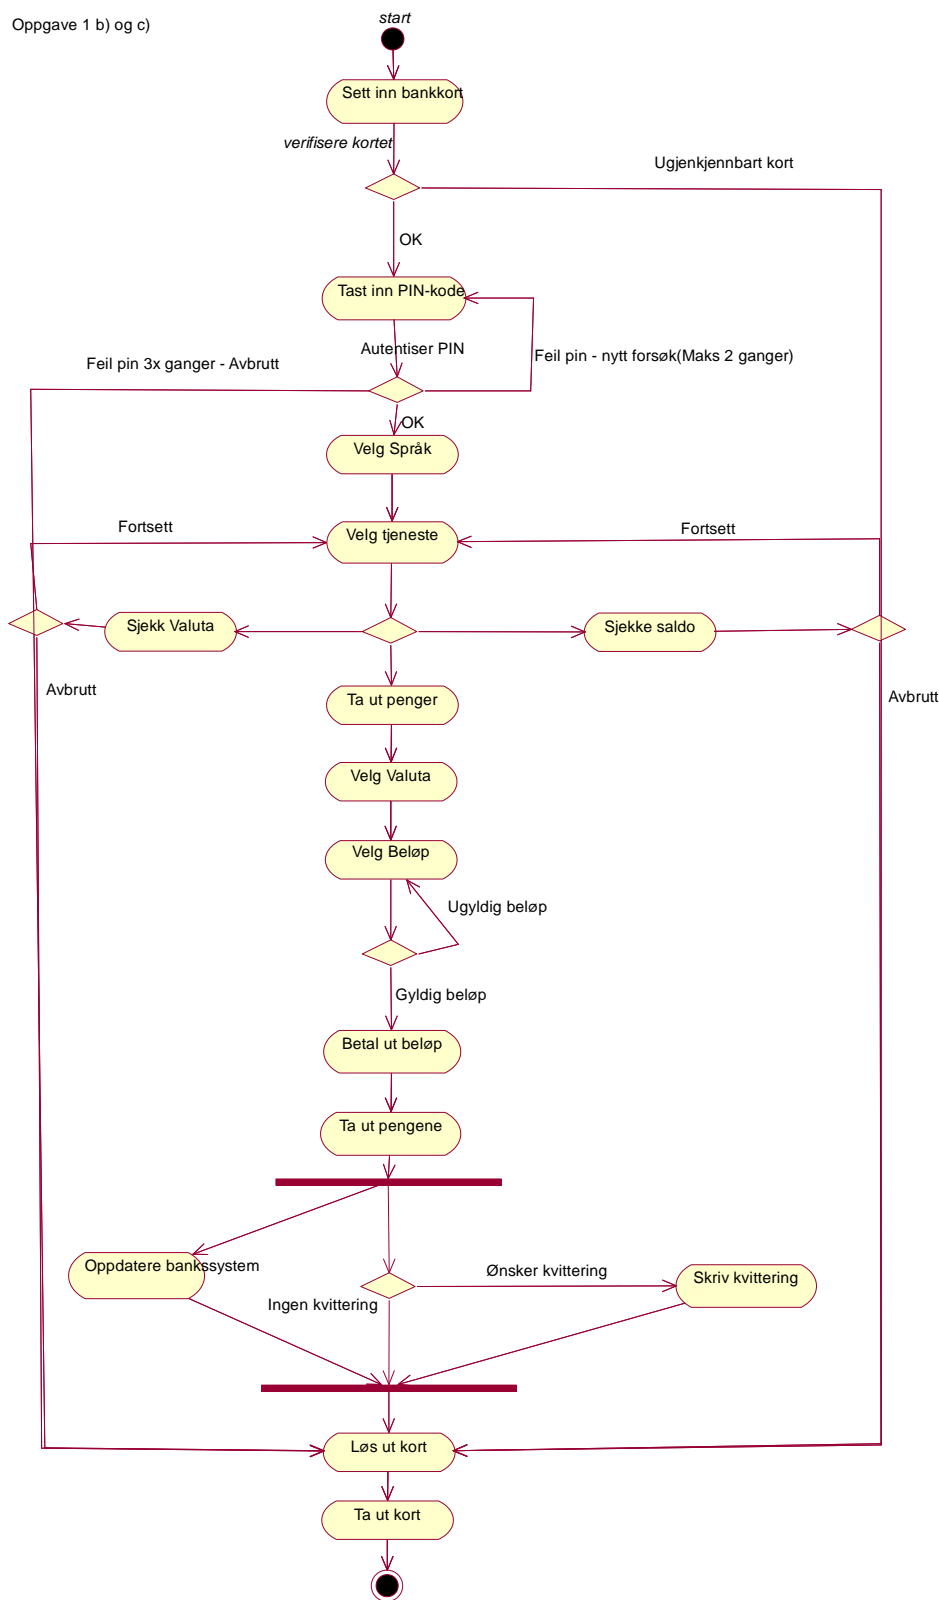 Oppgave 1 b) og c)
start
Sett inn bankkort
verifisere kortet
Ugjenkjennbart kort
OK
Tast inn PIN-kode
Autentiser PIN
Feil pin - nytt forsøk(Maks 2 ganger)
Feil pin 3x ganger - Avbrutt
OK
Velg Språk
Fortsett
Velg tjeneste
Fortsett
Sjekk Valuta
Sjekke saldo
Avbrutt
Avbrutt
Ta ut penger
Velg Valuta
Velg Beløp
Ugyldig beløp
Gyldig beløp
Betal ut beløp
Ta ut pengene
Oppdatere bankssystem
Ønsker kvittering
Skriv kvittering
Ingen kvittering
Løs ut kort
Ta ut kort